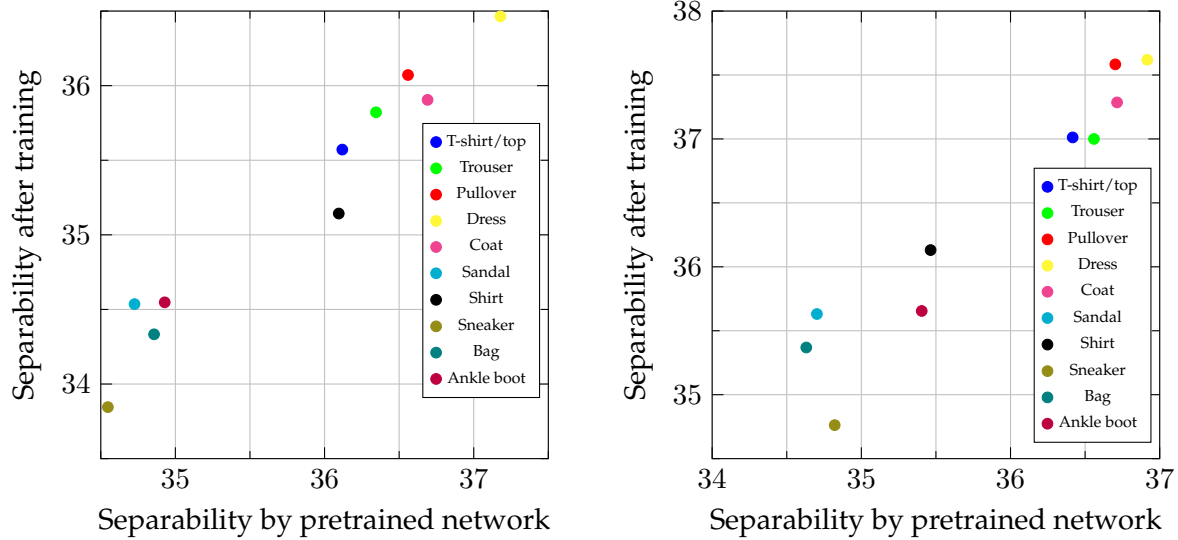 Separability after training
36
35
34
T-shirt/top
Trouser
Pullover
Dress
Coat
Sandal
Shirt
Sneaker
Bag
Ankle boot
35 36 37
Separability by pretrained network
Separability after training
38
37
36
35
T-shirt/top
Trouser
Pullover
Dress
Coat
Sandal
Shirt
Sneaker
Bag
Ankle boot
34 35 36 37
Separability by pretrained network